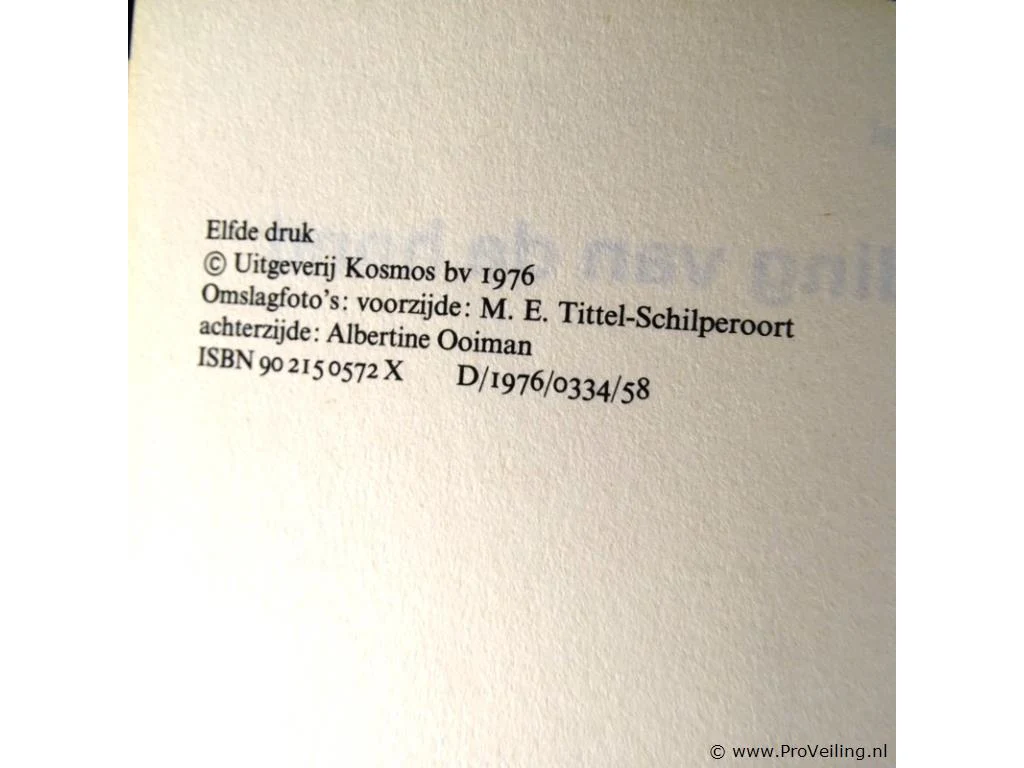 Elfde druk
© Uitgeverij Kosmos bv 1976
Omslagfoto's: voorzijde: M. E. Tittel-Schilperoort
achterzijde: Albertine Ooiman
ISBN 90 215 0572 X D/1976/0334/58
© www.ProVeiling.nl